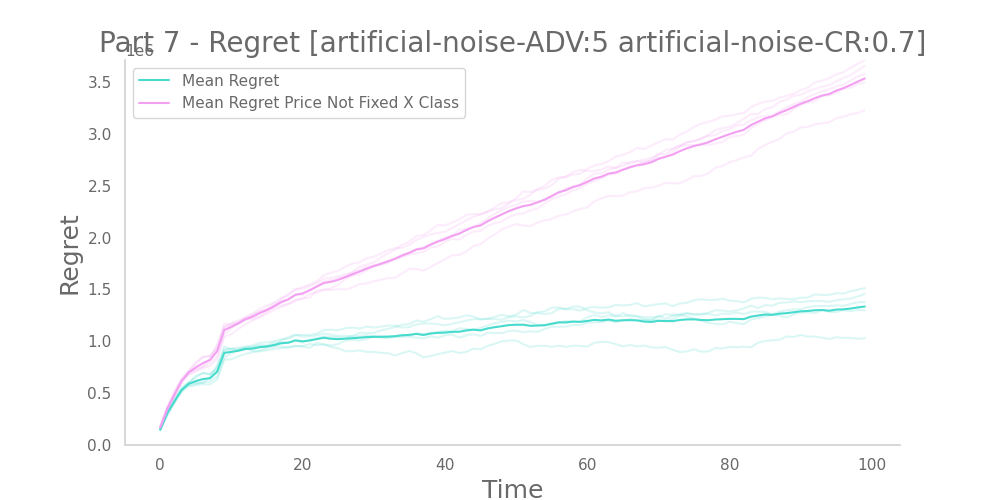 Part 7 - Regret [artificial-noise-ADV:5 artificial-noise-CR:0.7]
1e6
Mean Regret
Mean Regret Price Not Fixed X Class
3.5
3.0
2.5
2.0
1.5
1.0
0.5
0.0
Regret
0 20 40 60 80 100
Time